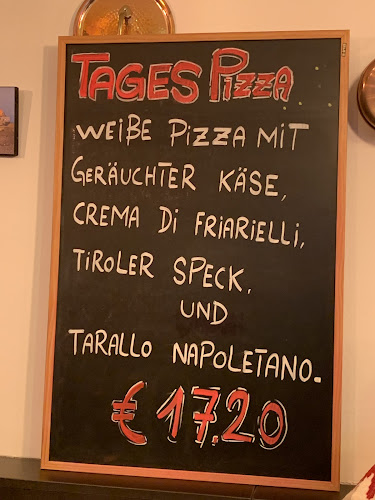 TAGES PIZZA
WEIßE PIZZA MIT
GERÄUCHTER KÄSE,
CREMA Di FRIARIELLI,
TIROLER SPECK,
UND
TARALLO NAPOLETANO.
€ 17.20